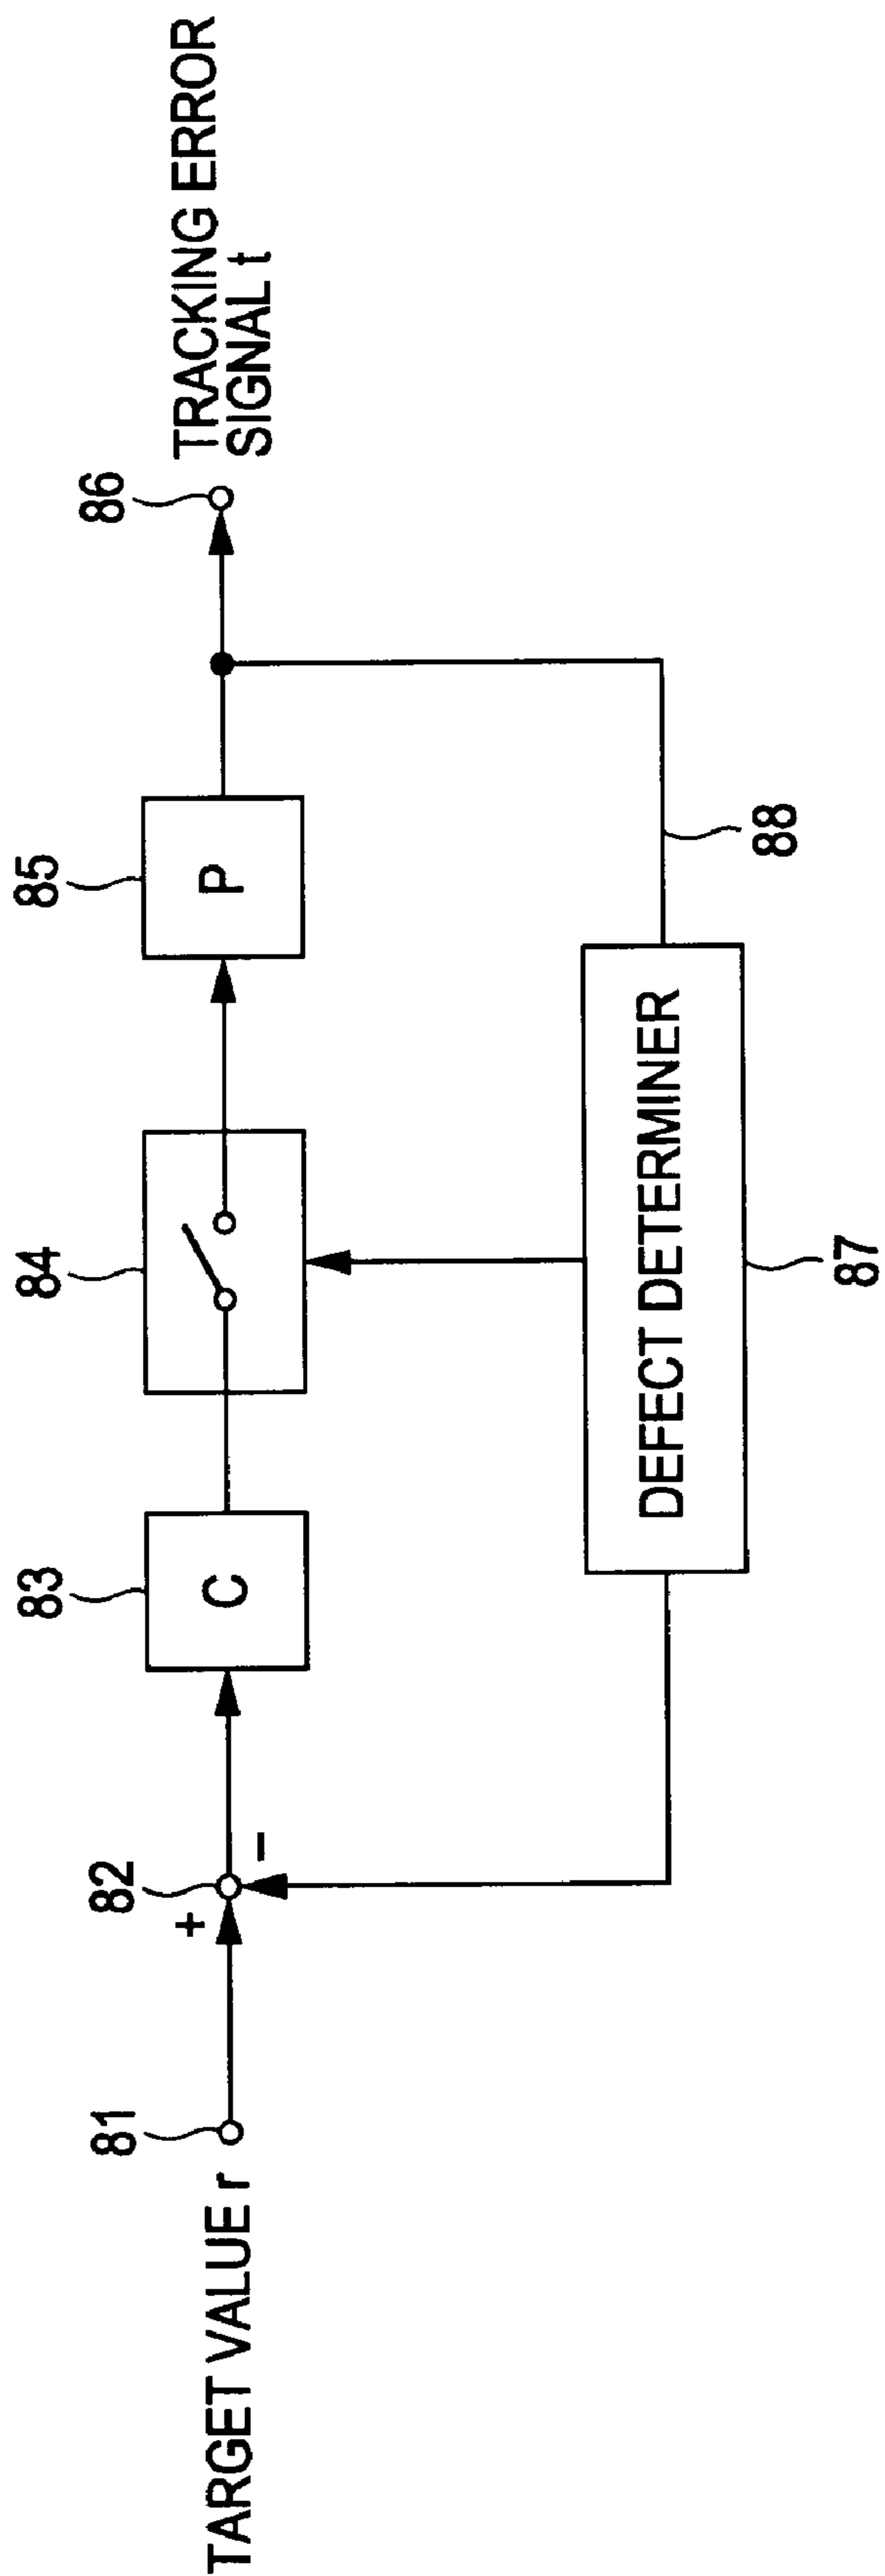 TARGET VALUE r
81
82
+
−
83
C
84
85
P
86
TRACKING ERROR
SIGNAL t
DEFECT DETERMINER
87
88